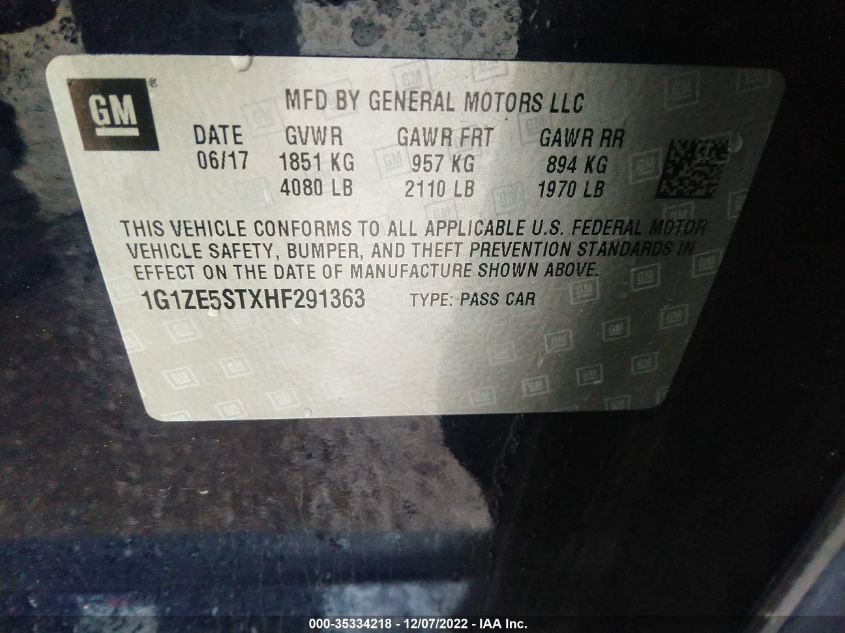 GM ®
MFD BY GENERAL MOTORS LLC
DATE GVWR GAWR FRT GAWR RR
06/17 1851 KG 957 KG 894 KG
4080 LB 2110 LB 1970 LB
THIS VEHICLE CONFORMS TO ALL APPLICABLE U.S. FEDERAL MOTOR
VEHICLE SAFETY, BUMPER, AND THEFT PREVENTION STANDARDS IN
EFFECT ON THE DATE OF MANUFACTURE SHOWN ABOVE.
1G1ZE5STXHF291363 TYPE: PASS CAR
000-35334218 - 12/07/2022 - IAA Inc.